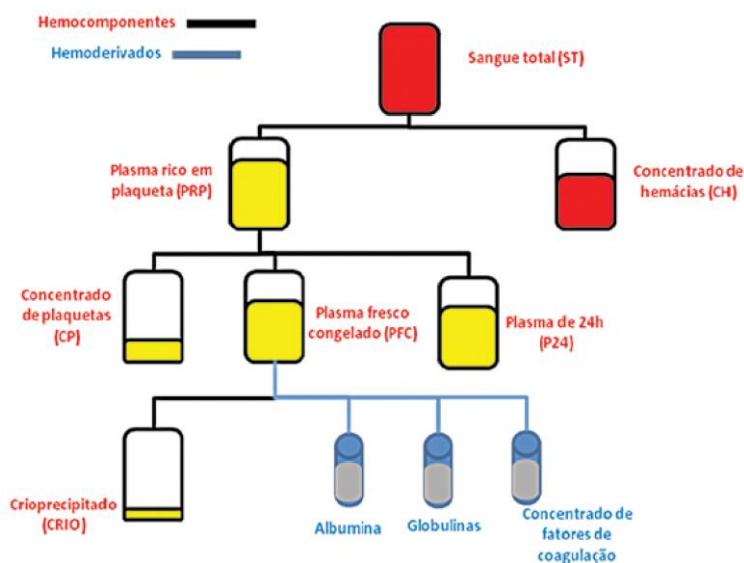 Hemocomponentes
Hemoderivados
Sangue total (ST)
Plasma rico em
plaqueta (PRP)
Concentrado de
hemácias (CH)
Concentrado
de plaquetas
(CP)
Plasma fresco
congelado (PFC)
Plasma de 24h
(P24)
Crioprecipitado
(CRIO)
Albumina
Globulinas
Concentrado de
fatores de
coagulação